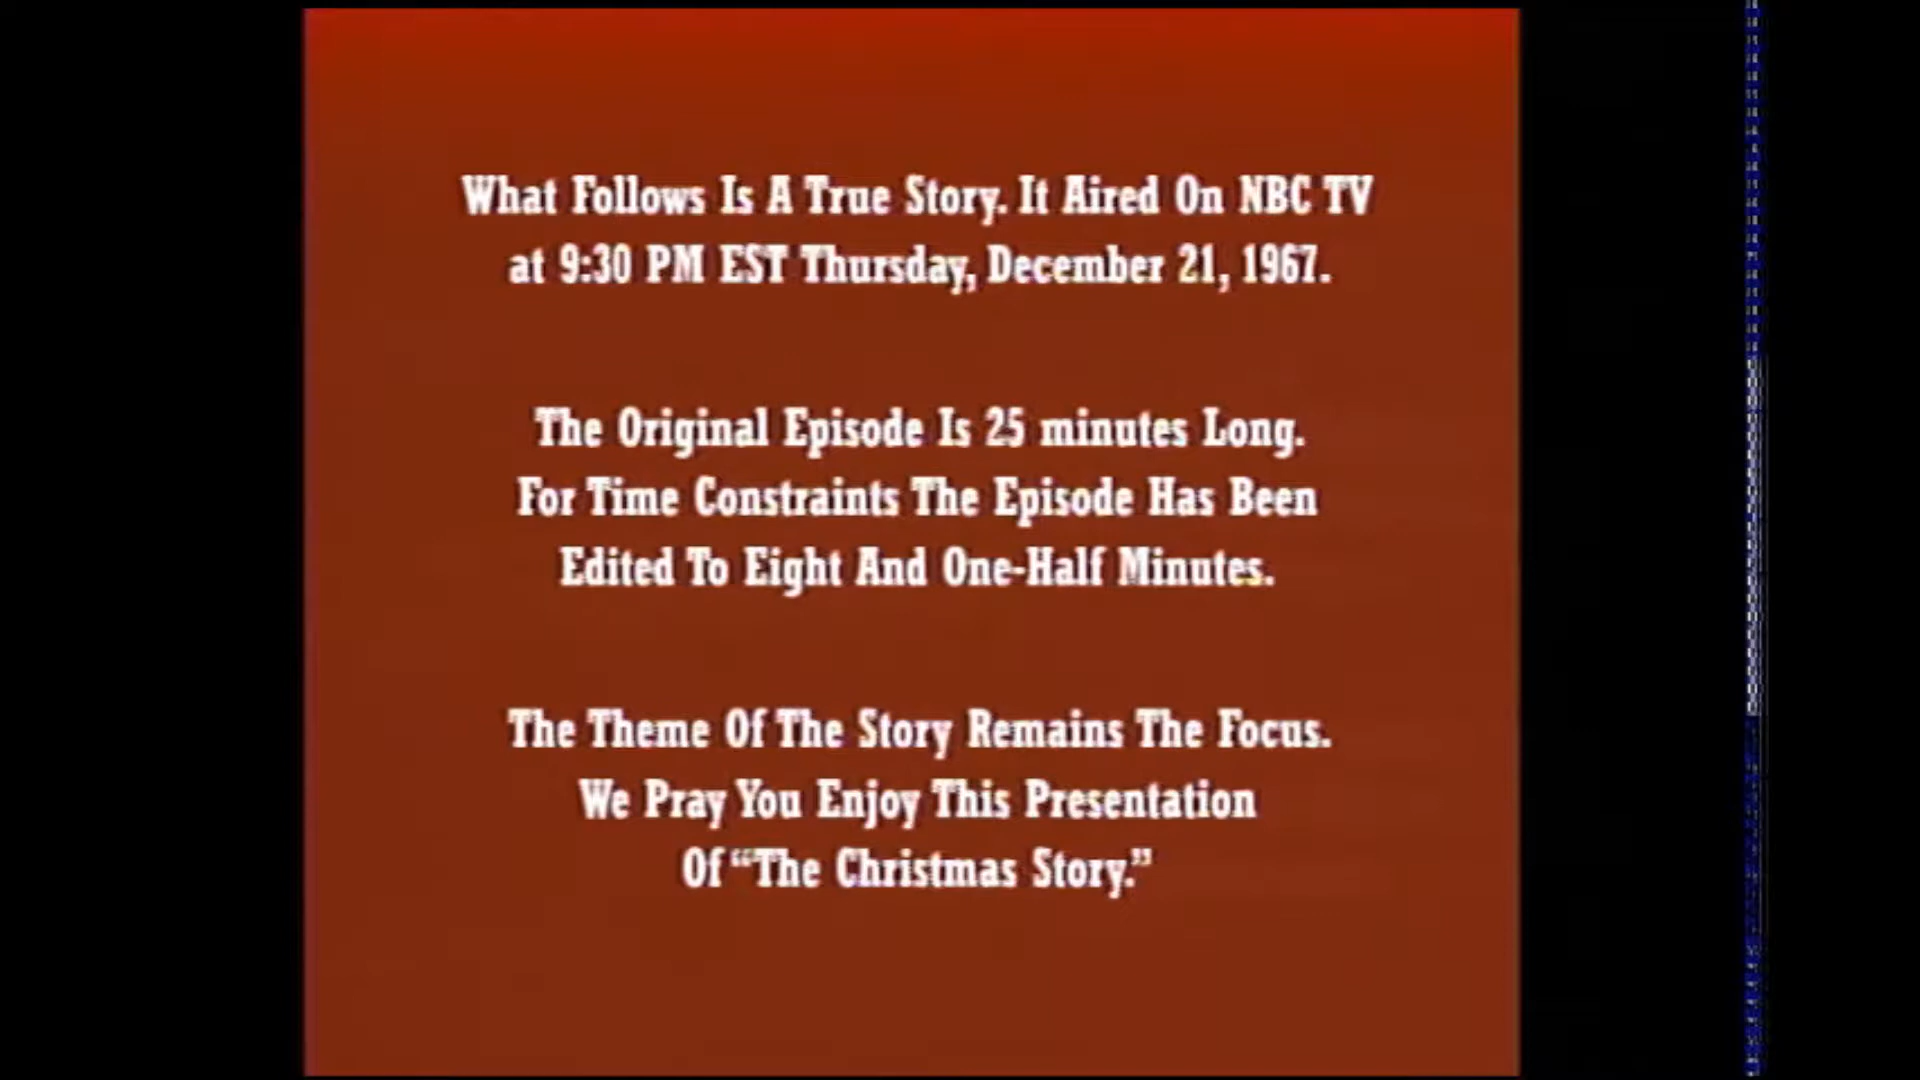 What Follows Is A True Story. It Aired On NBC TV
at 9:30 PM EST Thursday, December 21, 1967.
The Original Episode Is 25 minutes Long.
For Time Constraints The Episode Has Been
Edited To Eight And One-Half Minutes.
The Theme Of The Story Remains The Focus.
We Pray You Enjoy This Presentation
Of “The Christmas Story.”